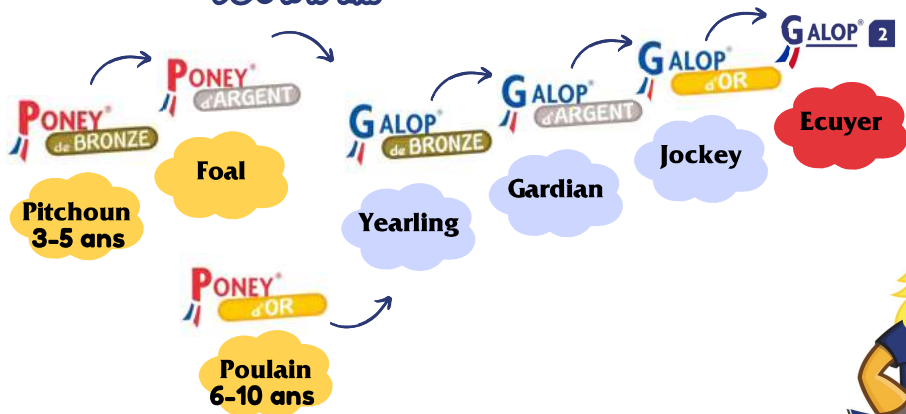 PONEY®
de BRONZE
Pitchoun
3-5 ans
PONEY®
d'ARGENT
Foal
GALOP®
de BRONZE
Yearling
GALOP®
d'ARGENT
Gardian
GALOP®
d'OR
Jockey
GALOP® 2
Ecuyer
PONEY®
d'OR
Poulain
6-10 ans